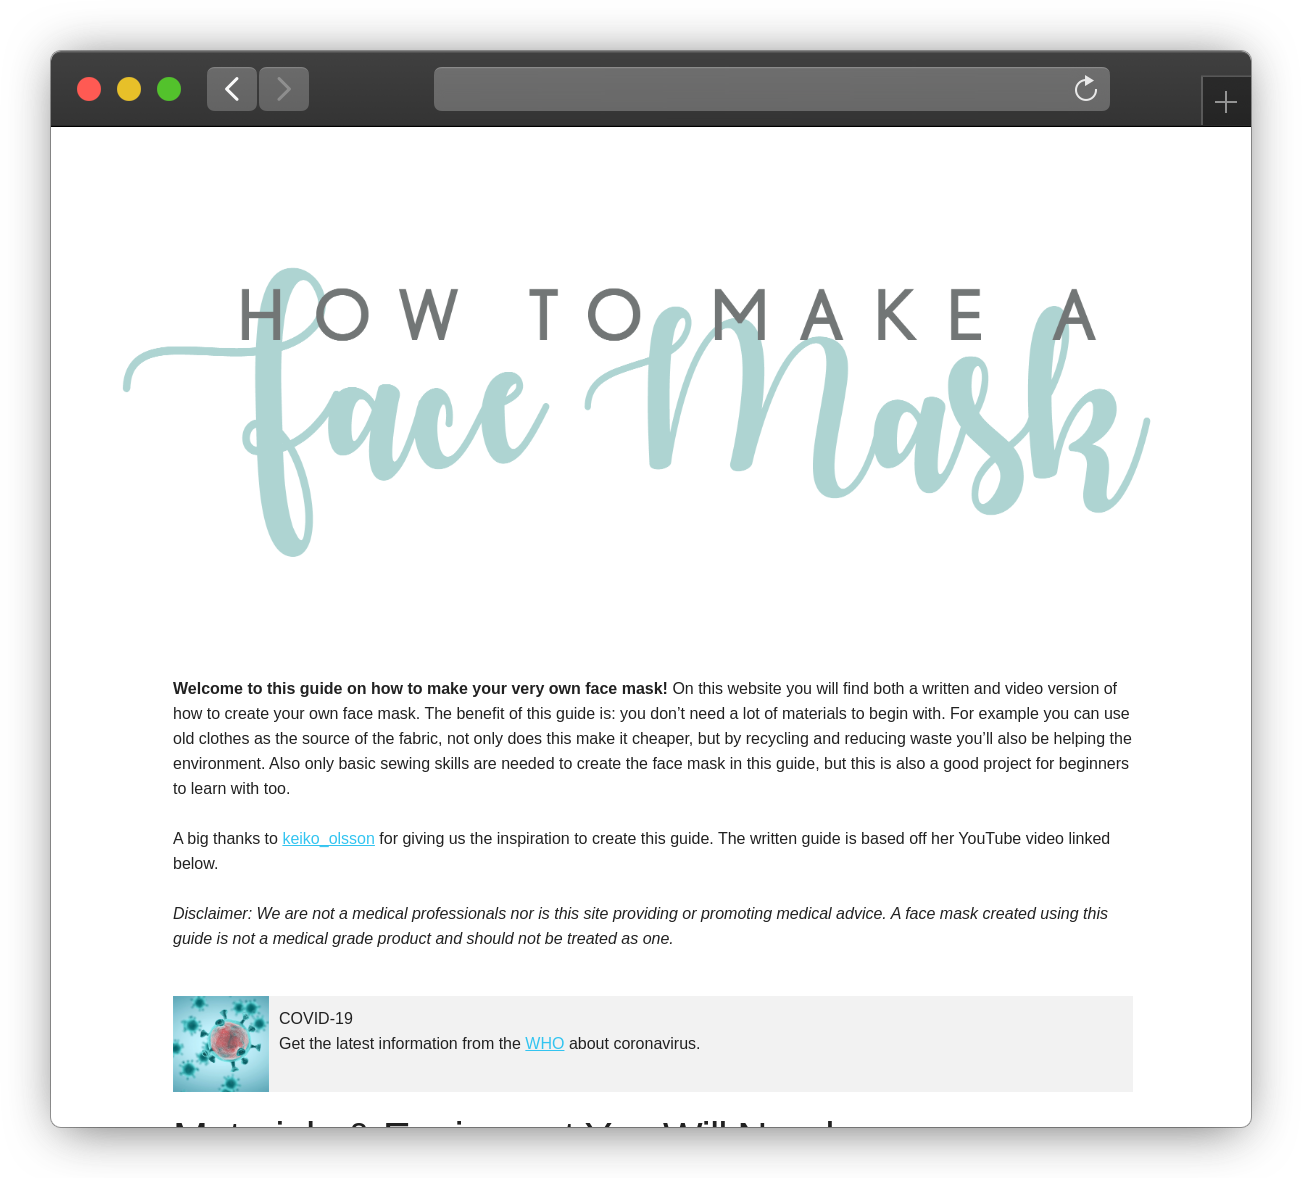 HOW TO MAKE A
face Mask
Welcome to this guide on how to make your very own face mask! On this website you will find both a written and video version of
how to create your own face mask. The benefit of this guide is: you don’t need a lot of materials to begin with. For example you can use
old clothes as the source of the fabric, not only does this make it cheaper, but by recycling and reducing waste you’ll also be helping the
environment. Also only basic sewing skills are needed to create the face mask in this guide, but this is also a good project for beginners
to learn with too.
A big thanks to keiko_olsson for giving us the inspiration to create this guide. The written guide is based off her YouTube video linked
below.
Disclaimer: We are not a medical professionals nor is this site providing or promoting medical advice. A face mask created using this
guide is not a medical grade product and should not be treated as one.
COVID-19
Get the latest information from the WHO about coronavirus.
Materials & Equipment You Will Need